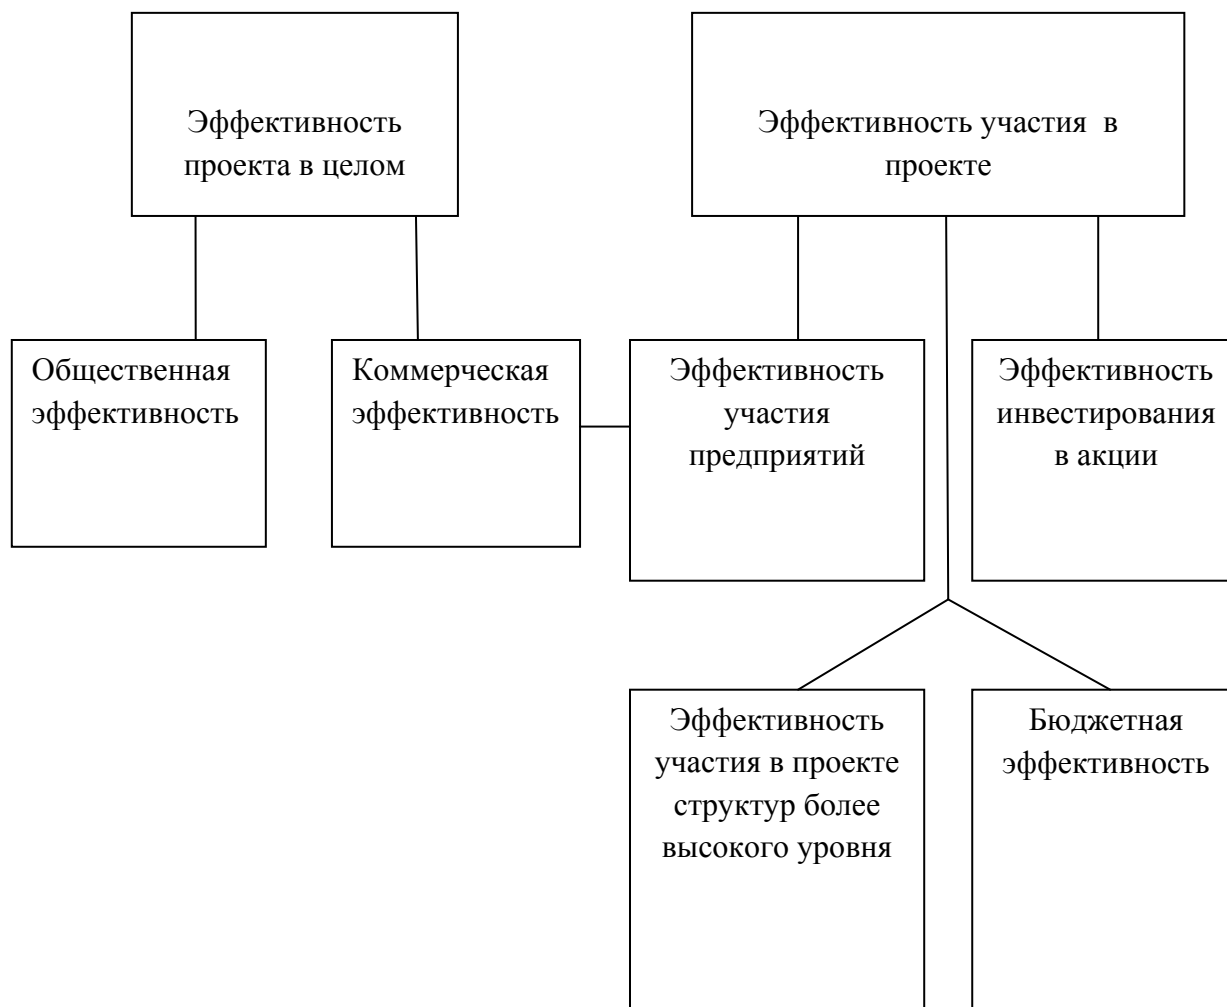 Эффективность
проекта в целом
Эффективность участия в
проекте
Общественная
эффективность
Коммерческая
эффективность
Эффективность
участия
предприятий
Эффективность
инвестирования
в акции
Эффективность
участия в проекте
структур более
высокого уровня
Бюджетная
эффективность